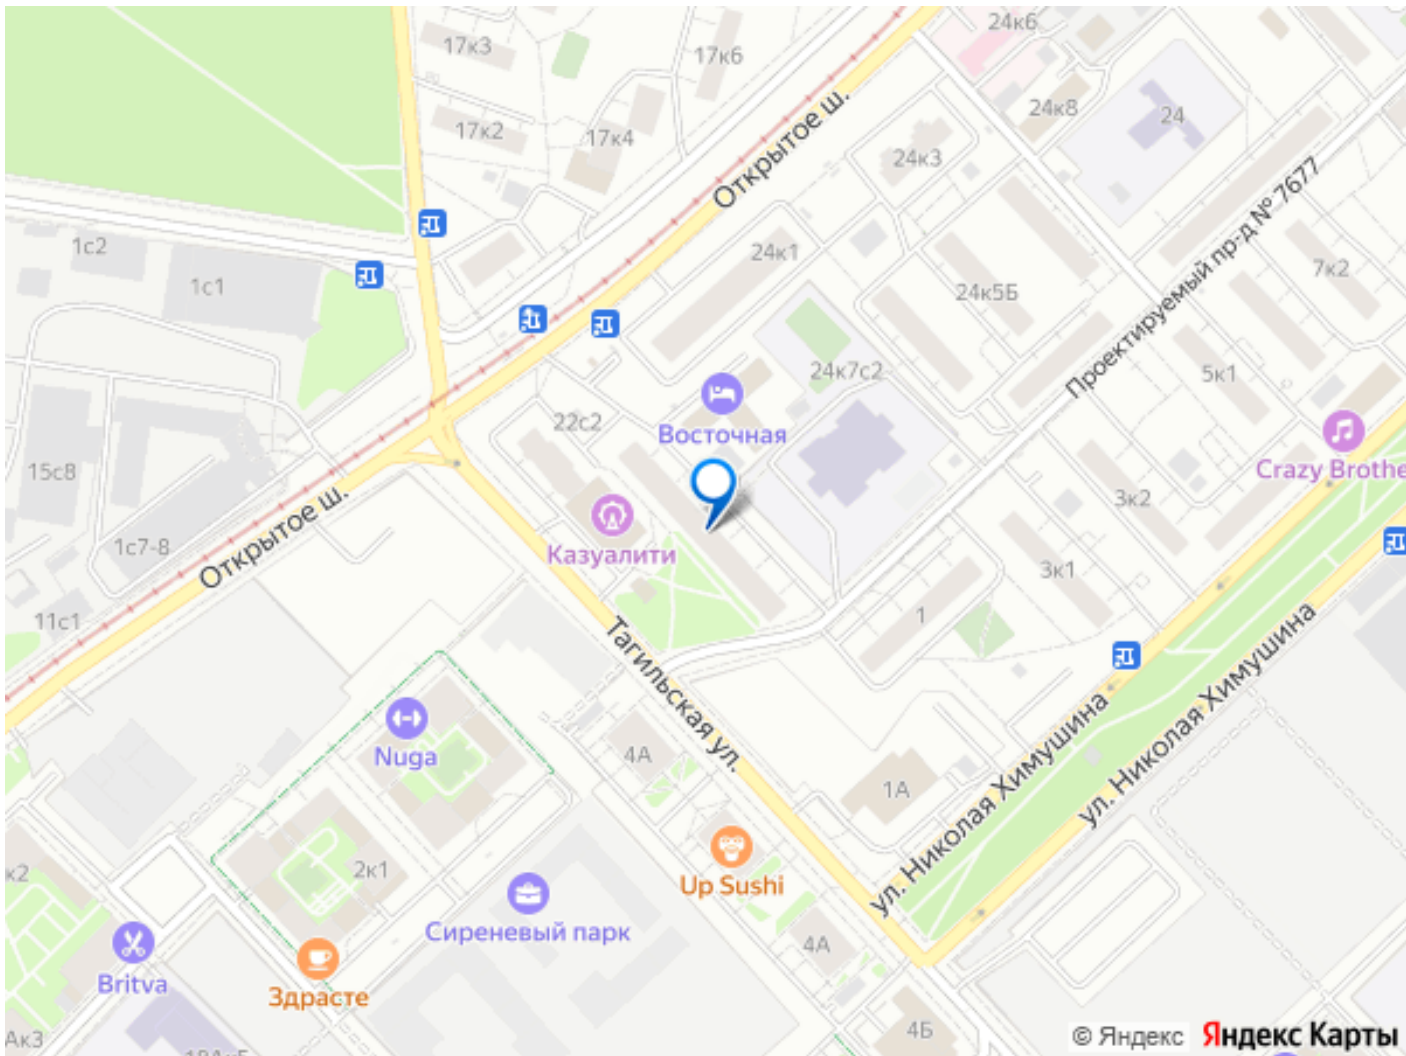 24к6
17к3
17к6
24к8
24
17к2
17к4
Открытое ш.
24к3
Проектируемый пр-д № 7677
1с2
24к1
7к2
1с1
24к5Б
24к7с2
5к1
22с2
Восточная
Crazy Brothe
15с8
3к2
Открытое ш.
Казуалити
1с7-8
3к1
11с1
1
Тагильская ул.
ул. Николая Химушина
ул. Николая Химушина
Nuga
4А
1А
2к1
к2
Up Sushi
Сиреневый парк
4А
Britva
Здрасте
Ак3
4Б
© Яндекс
Яндекс Карты